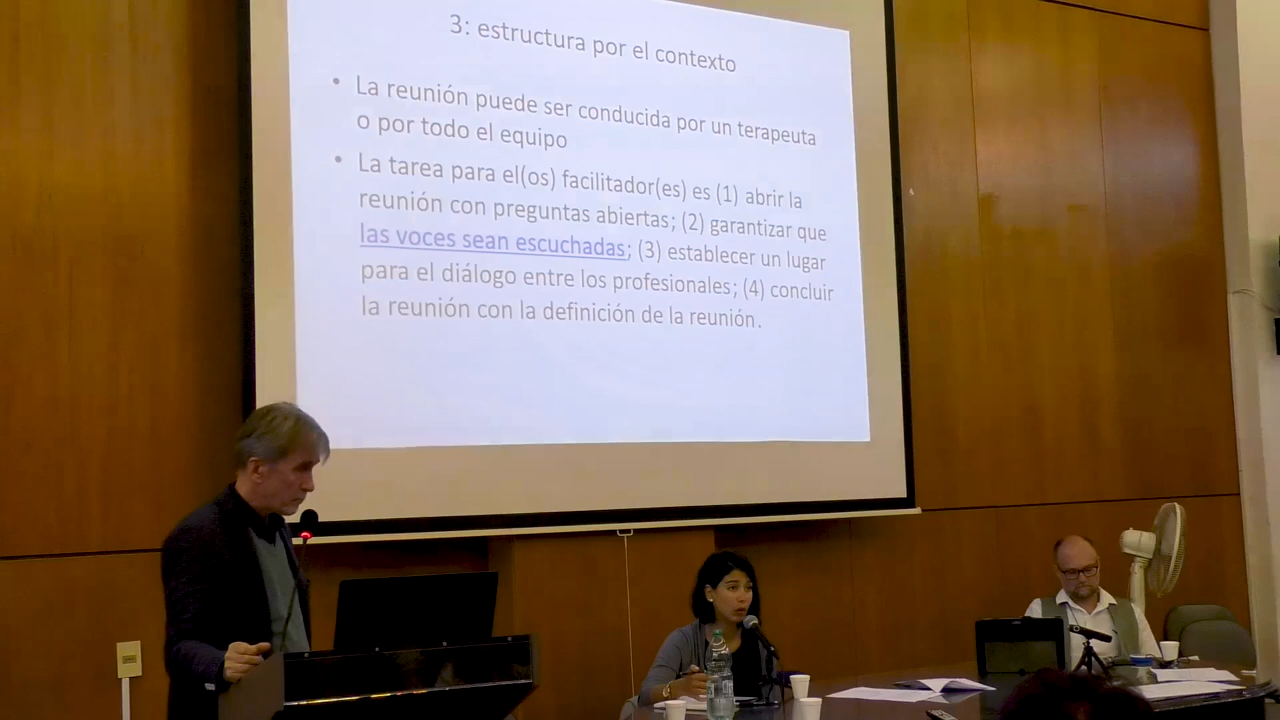 3: estructura por el contexto
• La reunión puede ser conducida por un terapeuta
o por todo el equipo
• La tarea para el(os) facilitador(es) es (1) abrir la
reunión con preguntas abiertas; (2) garantizar que
las voces sean escuchadas; (3) establecer un lugar
para el diálogo entre los profesionales; (4) concluir
la reunión con la definición de la reunión.